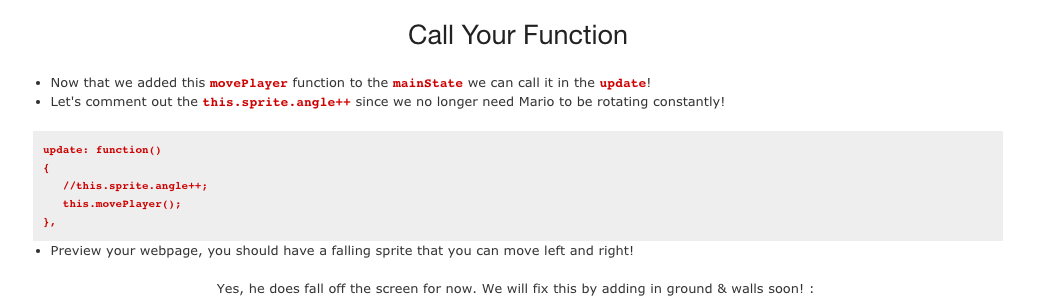 Call Your Function
• Now that we added this movePlayer function to the mainState we can call it in the update!
• Let's comment out the this.sprite.angle++ since we no longer need Mario to be rotating constantly!
update: function()
{
//this.sprite.angle++;
this.movePlayer();
},
• Preview your webpage, you should have a falling sprite that you can move left and right!
Yes, he does fall off the screen for now. We will fix this by adding in ground & walls soon! :